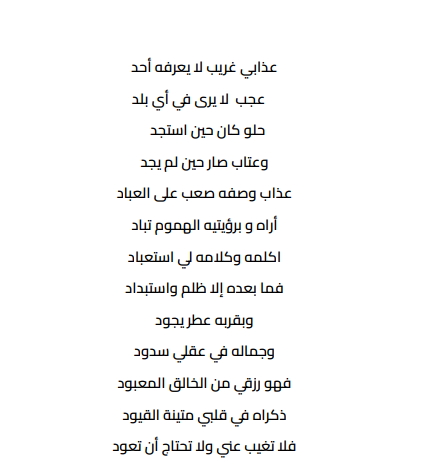 عذابي غريب لا يعرفه أحد
عجب لا يرى في أي بلد
حلو كان حين استجد
وعتاب صار حين لم يجد
عذاب وصفه صعب على العباد
أراه و برؤيتيه الهموم تباد
اكلمه وكلامه لي استعباد
فما بعده إلا ظلم واستبداد
وبقربه عطر يجود
وجماله في عقلي سدود
فهو رزقي من الخالق المعبود
ذكراه في قلبي متينة القيود
فلا تغيب عني ولا تحتاج أن تعود